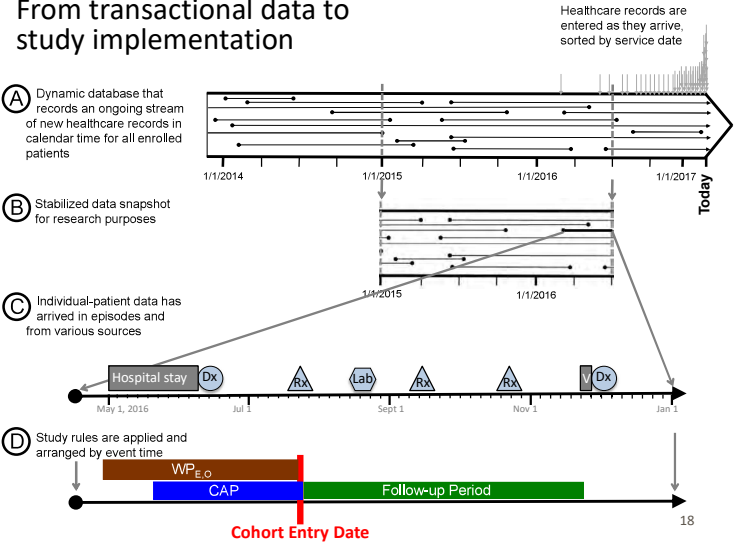 From transactional data to
study implementation
Healthcare records are
entered as they arrive,
sorted by service date
A
Dynamic database that
records an ongoing stream
of new healthcare records in
calendar time for all enrolled
patients
1/1/2014
1/1/2015
1/1/2016
1/1/2017
Today
B
Stabilized data snapshot
for research purposes
1/1/2015
1/1/2016
C
Individual-patient data has
arrived in episodes and
from various sources
Hospital stay
Dx
Rx
Lab
Rx
Rx
V
Dx
May 1, 2016
Jul 1
Sept 1
Nov 1
Jan 1
D
Study rules are applied and
arranged by event time
WP E,O
CAP
Follow-up Period
Cohort Entry Date
18